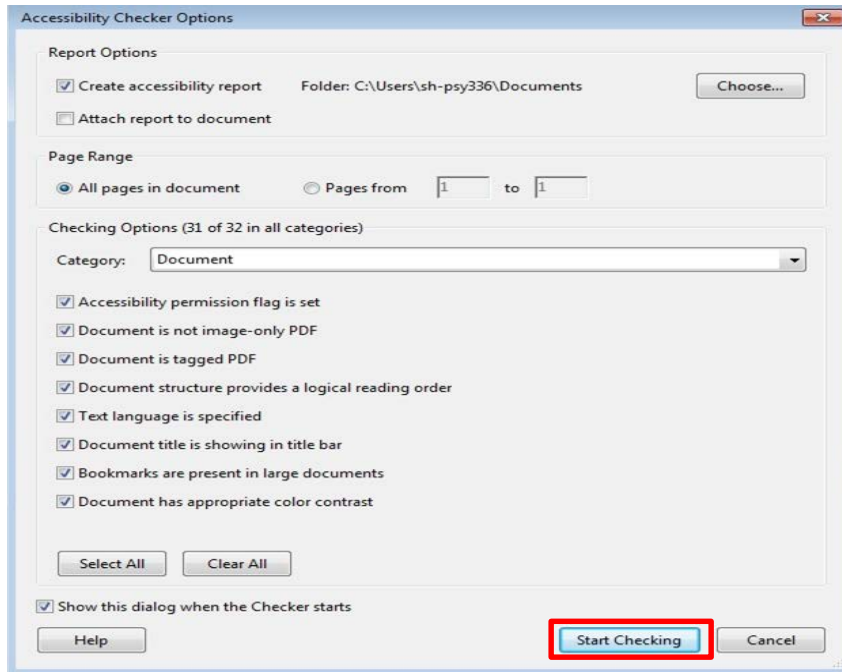 Accessibility Checker Options
Report Options
Create accessibility report Folder: C:\Users\sh-psy336\Documents Choose...
Attach report to document
Page Range
All pages in document Pages from 1 to 1
Checking Options (31 of 32 in all categories)
Category: Document
Accessibility permission flag is set
Document is not image-only PDF
Document is tagged PDF
Document structure provides a logical reading order
Text language is specified
Document title is showing in title bar
Bookmarks are present in large documents
Document has appropriate color contrast
Select All Clear All
Show this dialog when the Checker starts
Help Start Checking Cancel